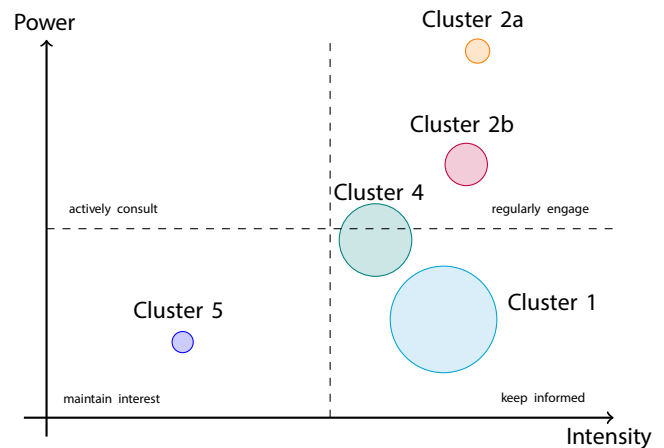 Power
Cluster 2a
Cluster 2b
Cluster 4
actively consult
regularly engage
Cluster 5
Cluster 1
maintain interest
keep informed
Intensity